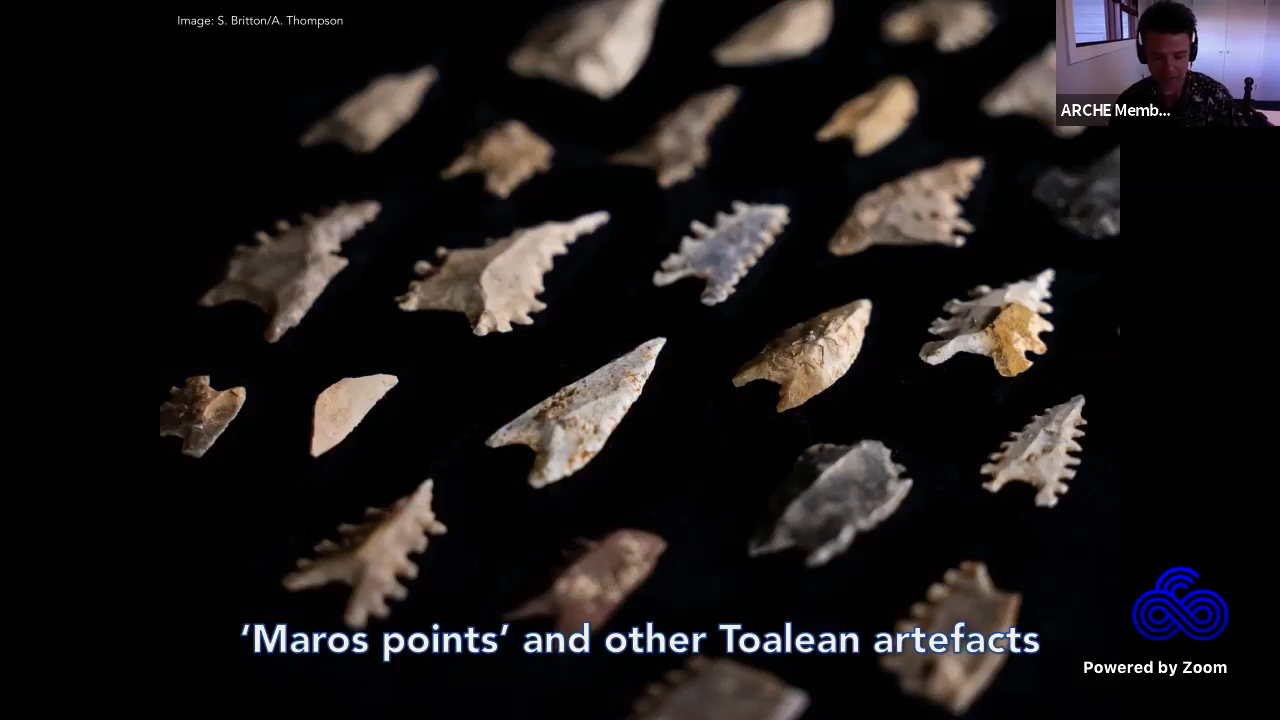 Image: S. Britton/A. Thompson
ARCHE Memb...
‘Maros points’ and other Toalean artefacts
Powered by Zoom